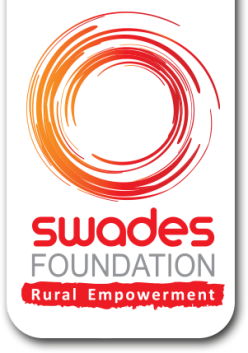 swades
FOUNDATION
Rural Empowerment